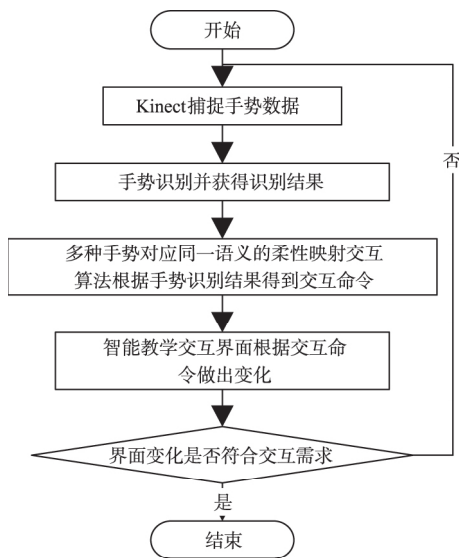 开始
Kinect捕捉手势数据
否
手势识别并获得识别结果
多种手势对应同一语义的柔性映射交互
算法根据手势识别结果得到交互命令
智能教学交互界面根据交互命
令做出变化
界面变化是否符合交互需求
是
结束